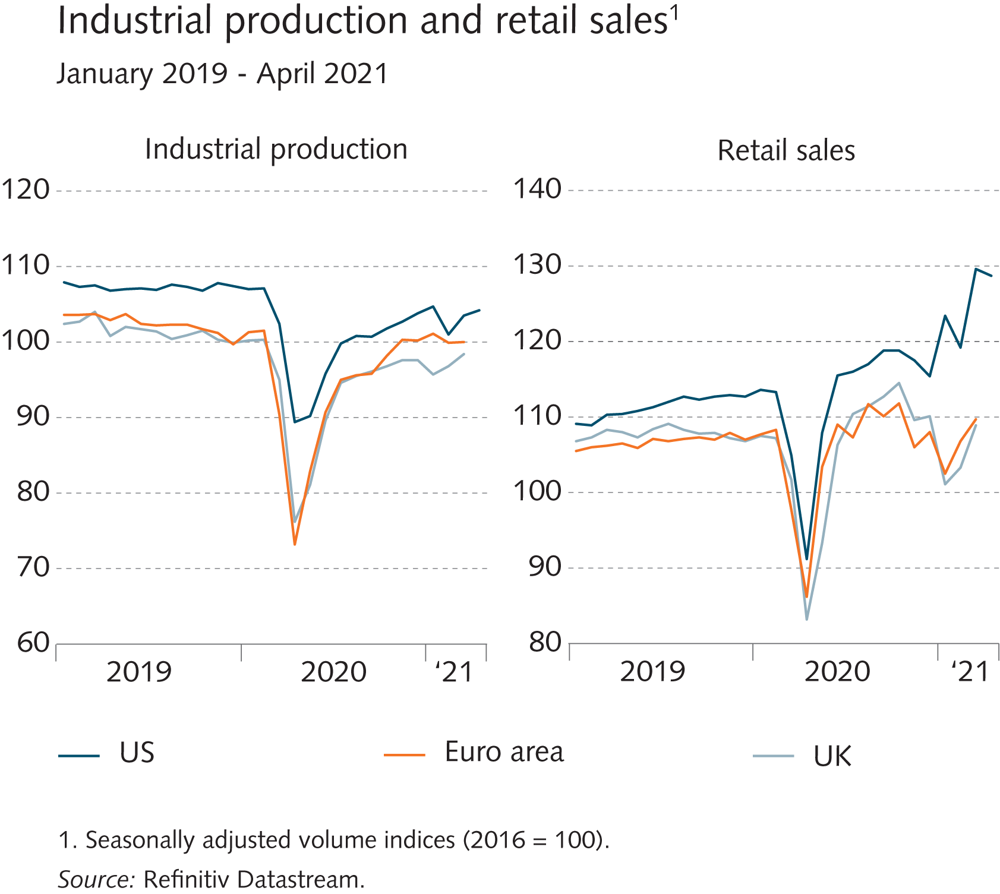 Industrial production and retail sales¹
January 2019 - April 2021
Industrial production
120
110
100
90
80
70
60
2019 2020 ‘21
Retail sales
140
130
120
110
100
90
80
2019 2020 ‘21
US Euro area UK
1. Seasonally adjusted volume indices (2016 = 100).
Source: Refinitiv Datastream.